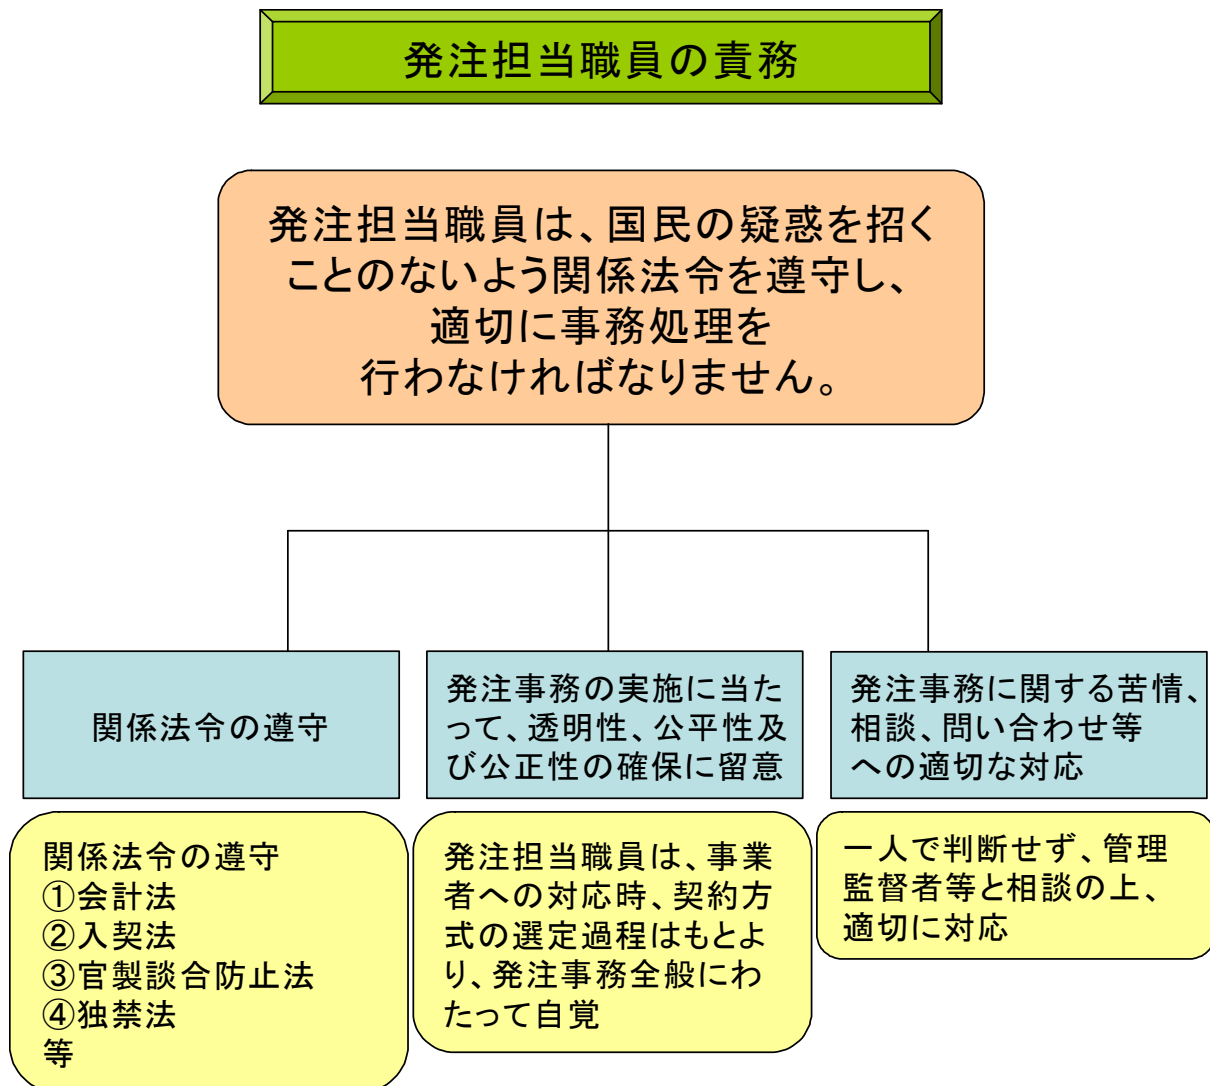 発注担当職員の責務
発注担当職員は、国民の疑惑を招く
ことのないよう関係法令を遵守し、
適切に事務処理を
行わなければなりません。
関係法令の遵守
発注事務の実施に当た
って、透明性、公平性及
び公正性の確保に留意
発注事務に関する苦情、
相談、問い合わせ等
への適切な対応
関係法令の遵守
①会計法
②入契法
③官製談合防止法
④独禁法
等
発注担当職員は、事業
者への対応時、契約方
式の選定過程はもとよ
り、発注事務全般にわ
たって自覚
一人で判断せず、管理
監督者等と相談の上、
適切に対応